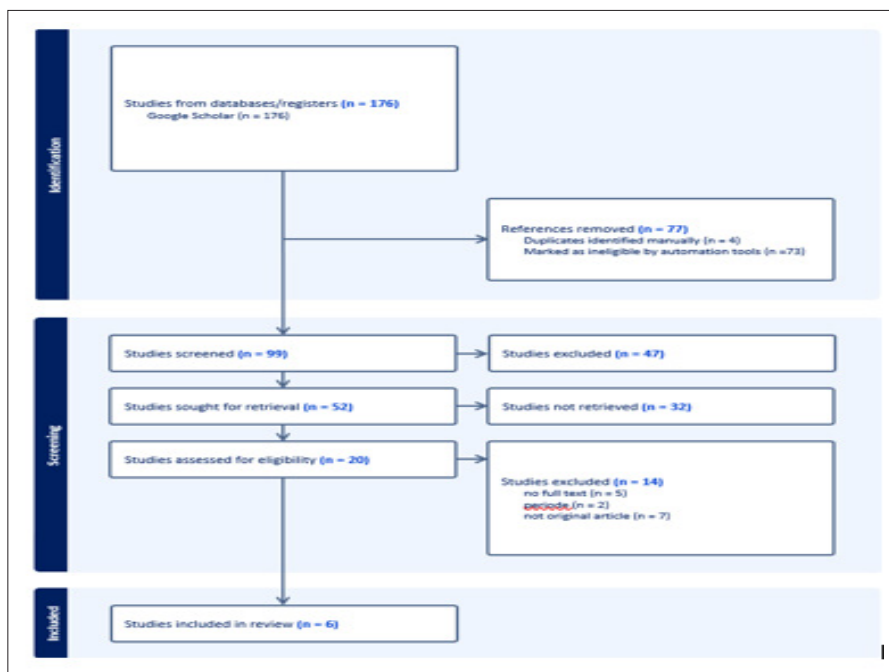 Identification
Studies from databases/registers (n = 176)
Google Scholar (n = 176)
References removed (n = 77)
Duplicates identified manually (n = 4)
Marked as ineligible by automation tools (n =73)
Screening
Studies screened (n = 99)
Studies excluded (n = 47)
Studies sought for retrieval (n = 52)
Studies not retrieved (n = 32)
Studies assessed for eligibility (n = 20)
Studies excluded (n = 14)
no full text (n = 5)
periode (n = 2)
not original article (n = 7)
Included
Studies included in review (n = 6)